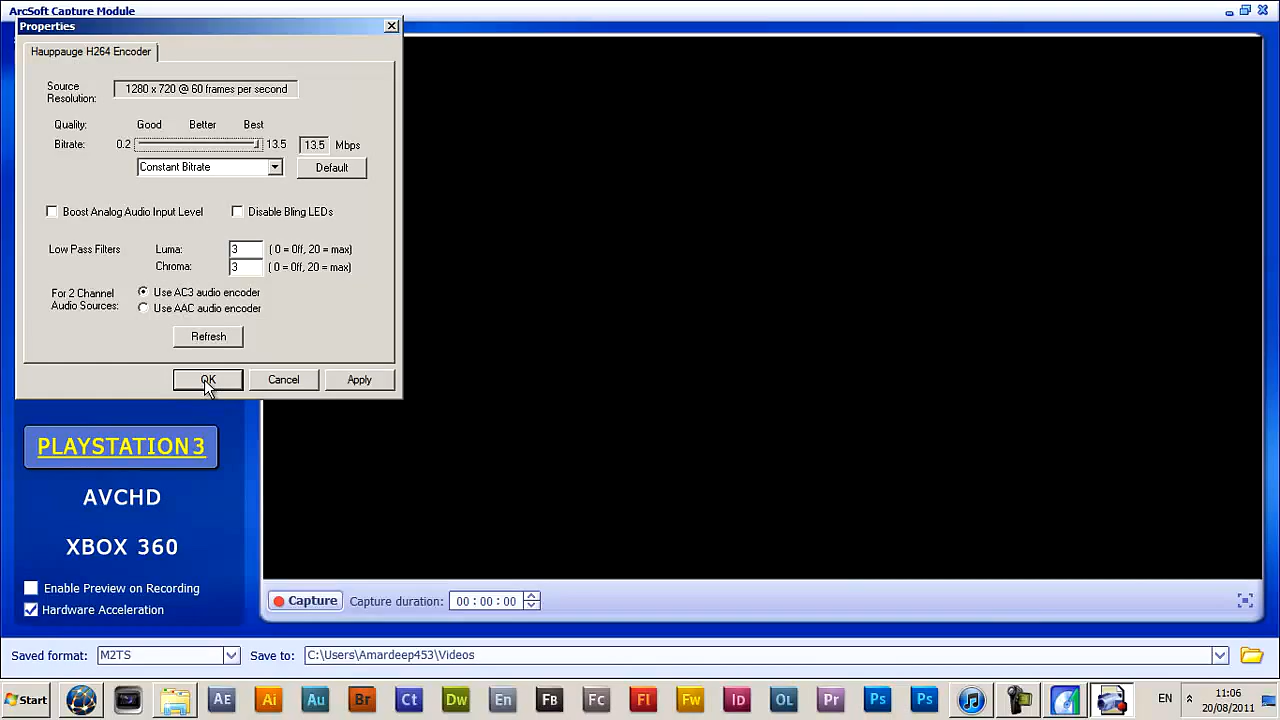 ArcSoft Capture Module
Properties
Hauppauge H264 Encoder
Source Resolution: 1280 x 720 @ 60 frames per second
Quality: Good Better Best
Bitrate: 0.2 13.5 13.5 Mbps
Constant Bitrate Default
Boost Analog Audio Input Level Disable Bling LEDs
Low Pass Filters Luma: 3 ( 0 = Off, 20 = max)
Chroma: 3 ( 0 = Off, 20 = max)
For 2 Channel Audio Sources: Use AC3 audio encoder
Use AAC audio encoder
Refresh
OK Cancel Apply
PLAYSTATION3
AVCHD
XBOX 360
Enable Preview on Recording
Hardware Acceleration
Capture Capture duration: 00 : 00 : 00
Saved format: M2TS Save to: C:\Users\Amardeep453\Videos
Start AE Ai Au Br Ct Dw En FB Fc Fl Fw Id OL Pr Ps Ps EN 11:06
20/08/2011